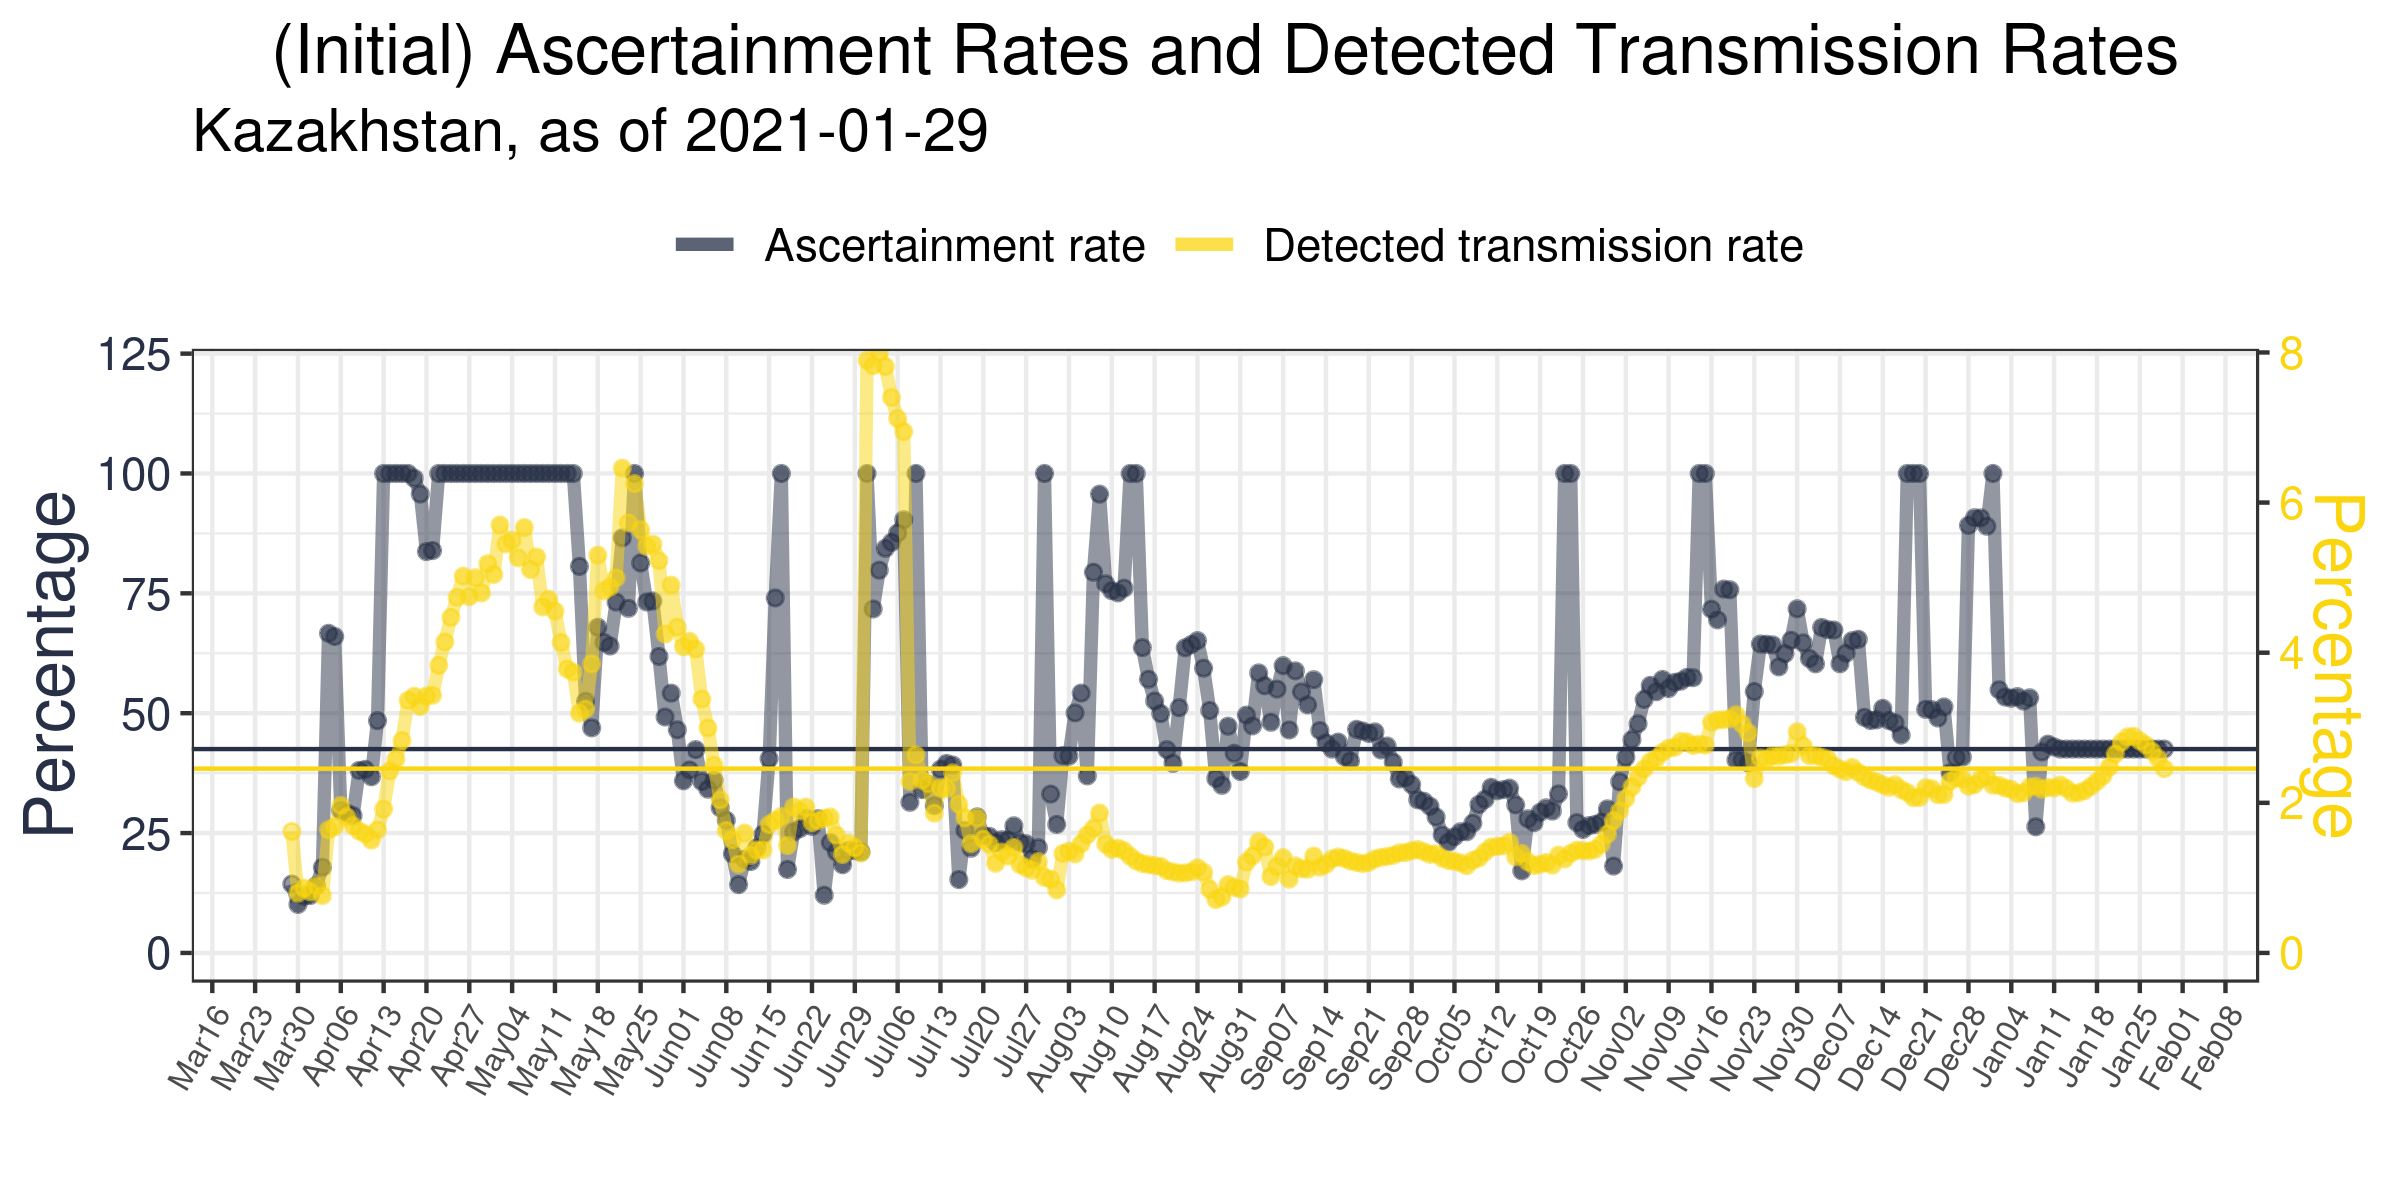 (Initial) Ascertainment Rates and Detected Transmission Rates
Kazakhstan, as of 2021-01-29
Ascertainment rate Detected transmission rate
Percentage
125
100
75
50
25
0
8
6
4
2
0
Percentage
Mar16 Mar23 Mar30 Apr06 Apr13 Apr20 Apr27 May04 May11 May18 May25 Jun01 Jun08 Jun15 Jun22 Jun29 Jul06 Jul13 Jul20 Jul27 Aug03 Aug10 Aug17 Aug24 Aug31 Sep07 Sep14 Sep21 Sep28 Oct05 Oct12 Oct19 Oct26 Nov02 Nov09 Nov16 Nov23 Nov30 Dec07 Dec14 Dec21 Dec28 Jan04 Jan11 Jan18 Jan25 Feb01 Feb08